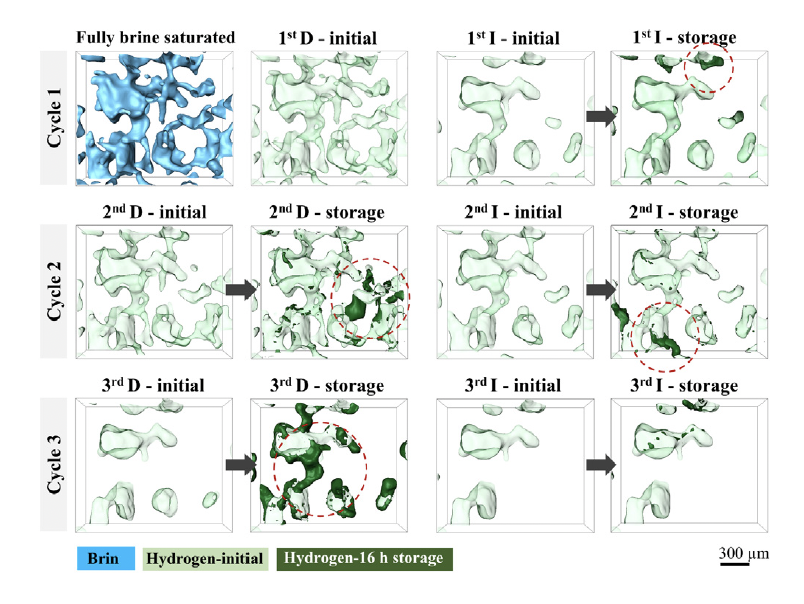 Fully brine saturated
1st D - initial
1st I - initial
1st I - storage
Cycle 1
2nd D - initial
2nd D - storage
2nd I - initial
2nd I - storage
Cycle 2
3rd D - initial
3rd D - storage
3rd I - initial
3rd I - storage
Cycle 3
Brin
Hydrogen-initial
Hydrogen-16 h storage
300 µm